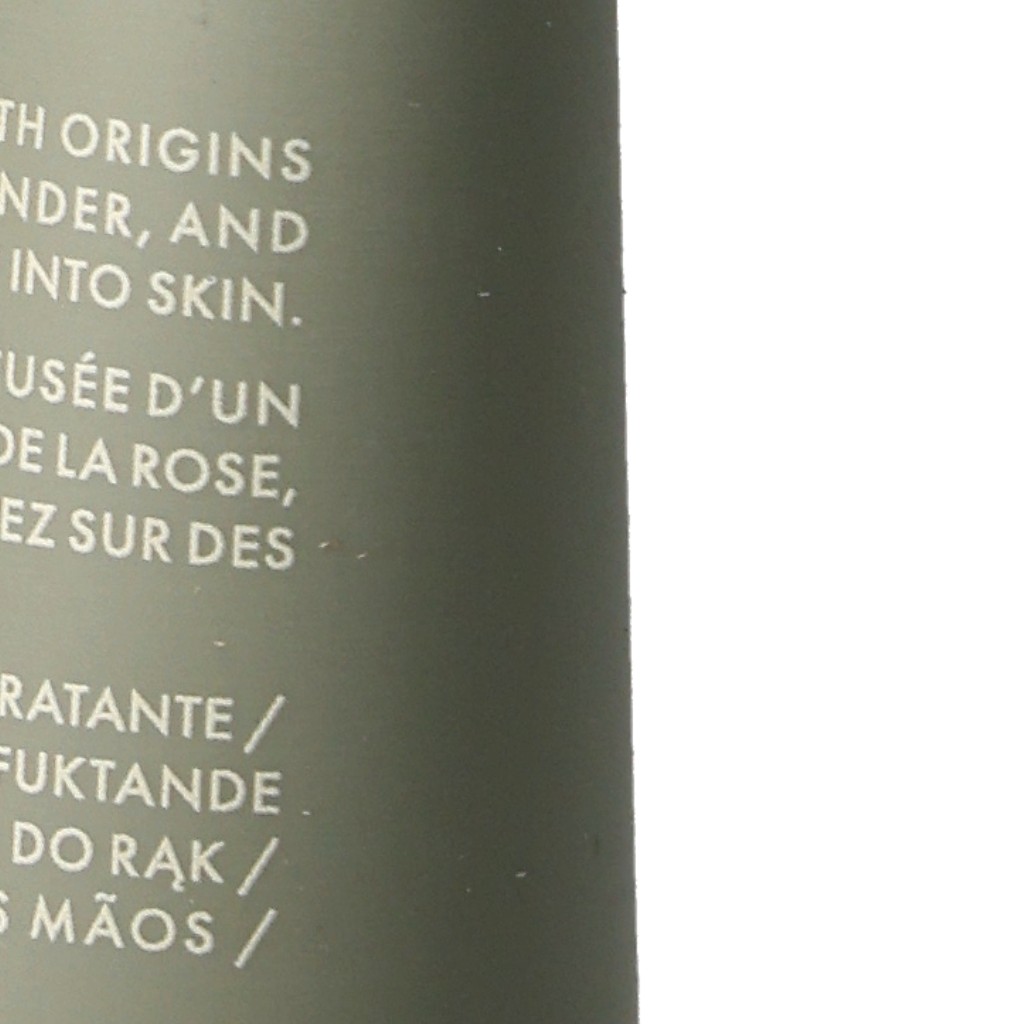 TH ORIGINS
NDER, AND
INTO SKIN.
USÉE D'UN
DE LA ROSE,
EZ SUR DES
RATANTE /
FUKTANDE
DO RĄK /
S MÃOS /